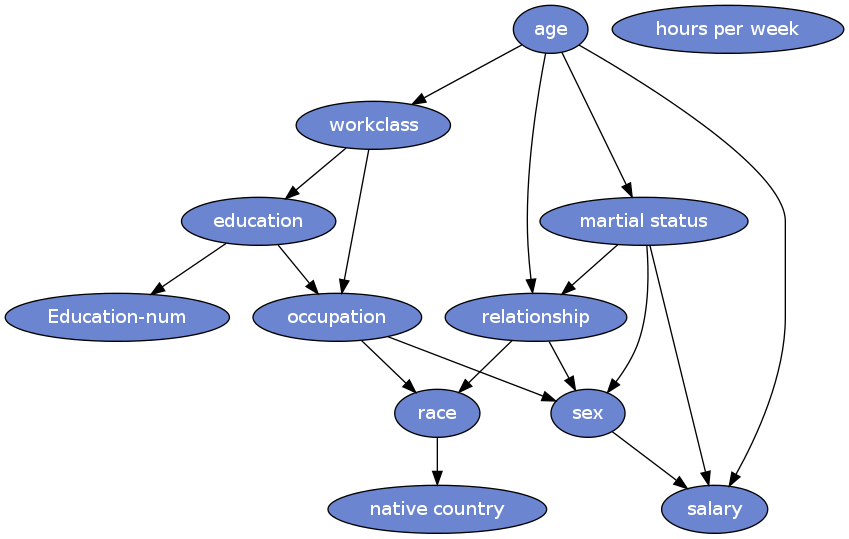 age
hours per week
workclass
education
martial status
Education-num
occupation
relationship
race
sex
native country
salary